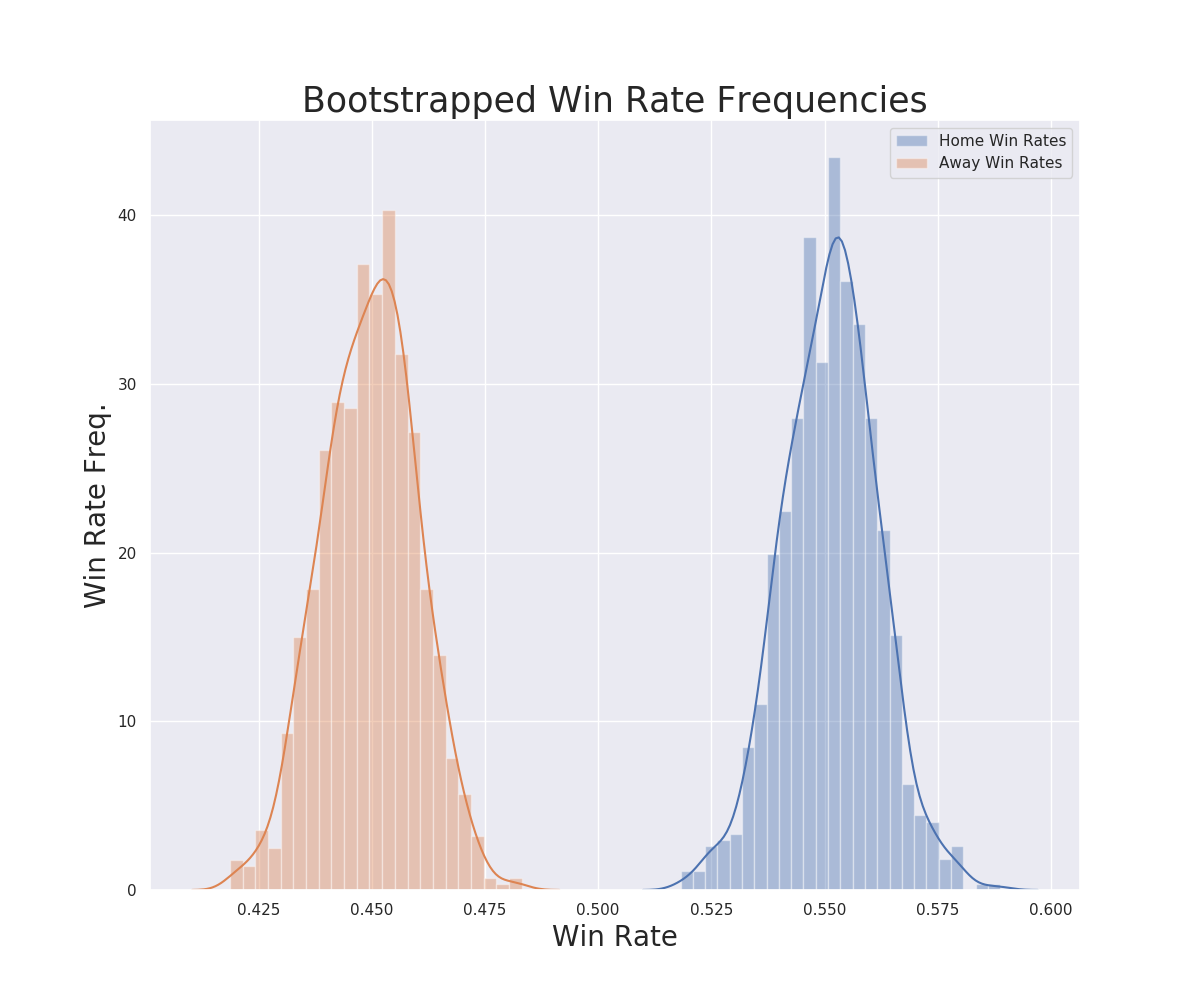 Bootstrapped Win Rate Frequencies
Home Win Rates
Away Win Rates
40
30
20
10
0
Win Rate Freq.
0.425 0.450 0.475 0.500 0.525 0.550 0.575 0.600
Win Rate